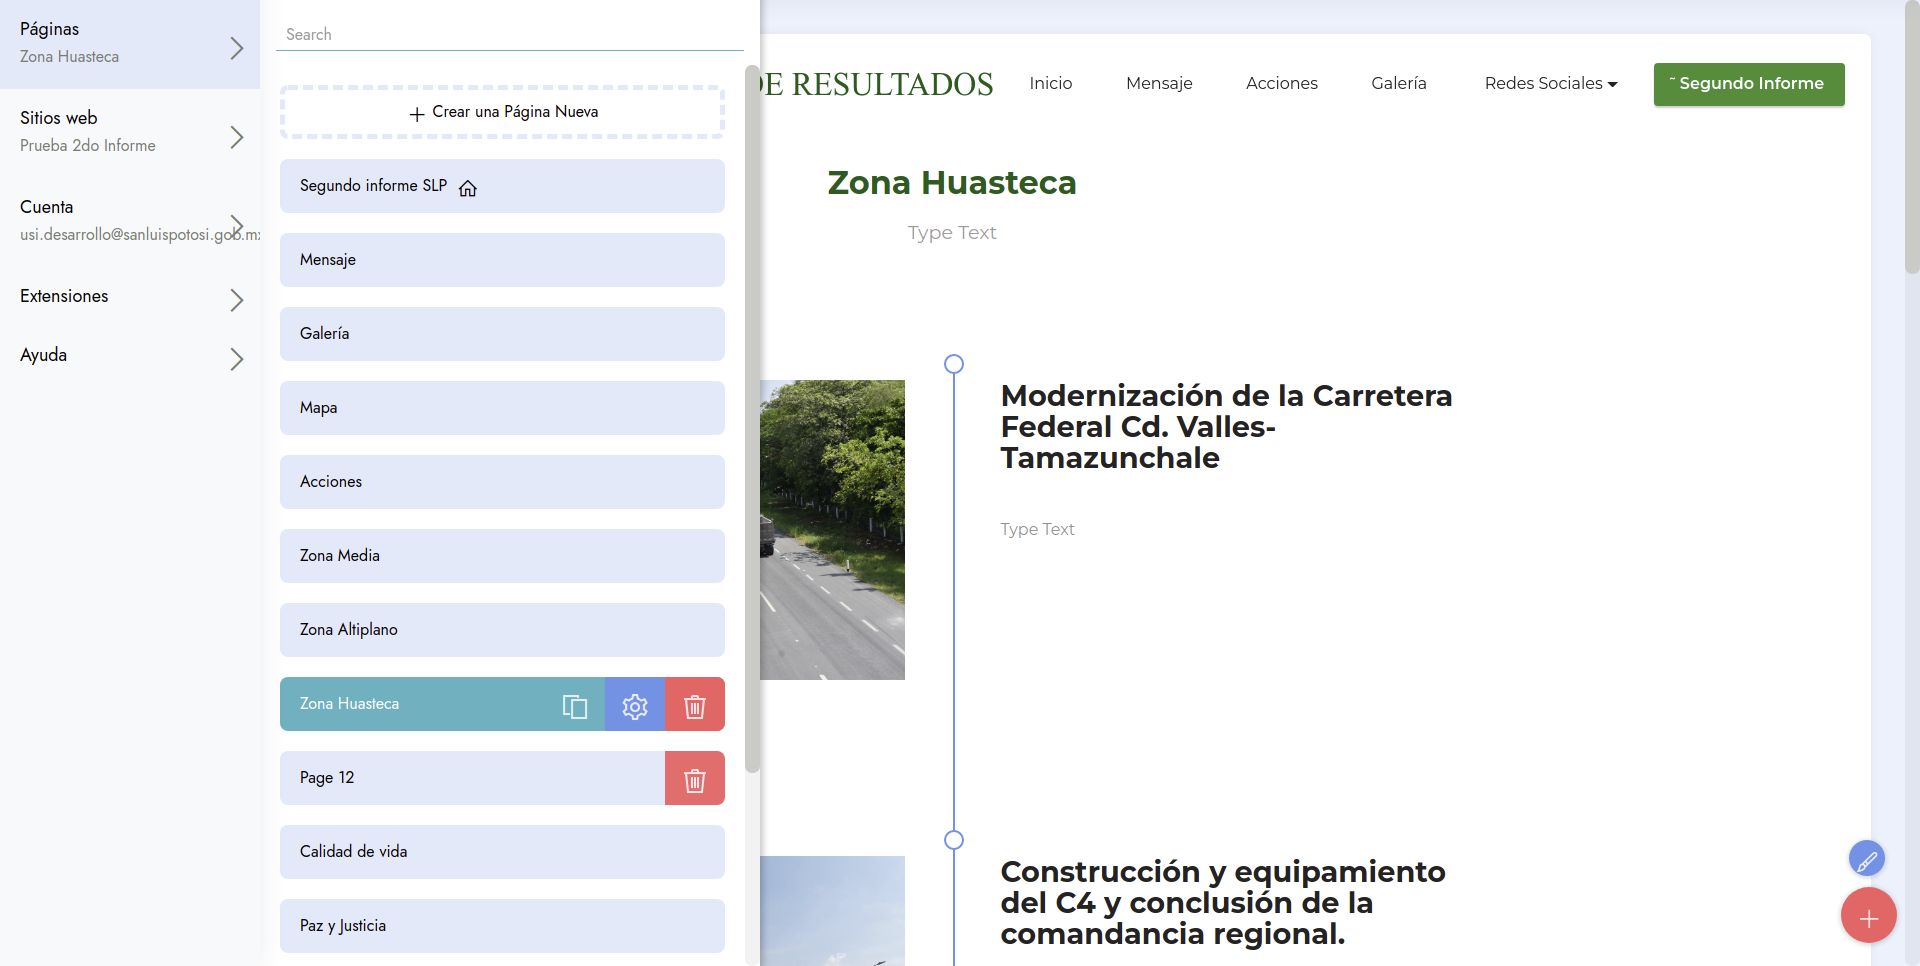 Páginas
Zona Huasteca
Sitios web
Prueba 2do Informe
Cuenta
usi.desarrollo@sanluispotosi.gob.mx
Extensiones
Ayuda
Search
Crear una Página Nueva
Segundo informe SLP
Mensaje
Galería
Mapa
Acciones
Zona Media
Zona Altiplano
Zona Huasteca
Page 12
Calidad de vida
Paz y Justicia
DE RESULTADOS
Inicio
Mensaje
Acciones
Galería
Redes Sociales
˜ Segundo Informe
Zona Huasteca
Type Text
Modernización de la Carretera
Federal Cd. Valles-
Tamazunchale
Type Text
Construcción y equipamiento
del C4 y conclusión de la
comandancia regional.